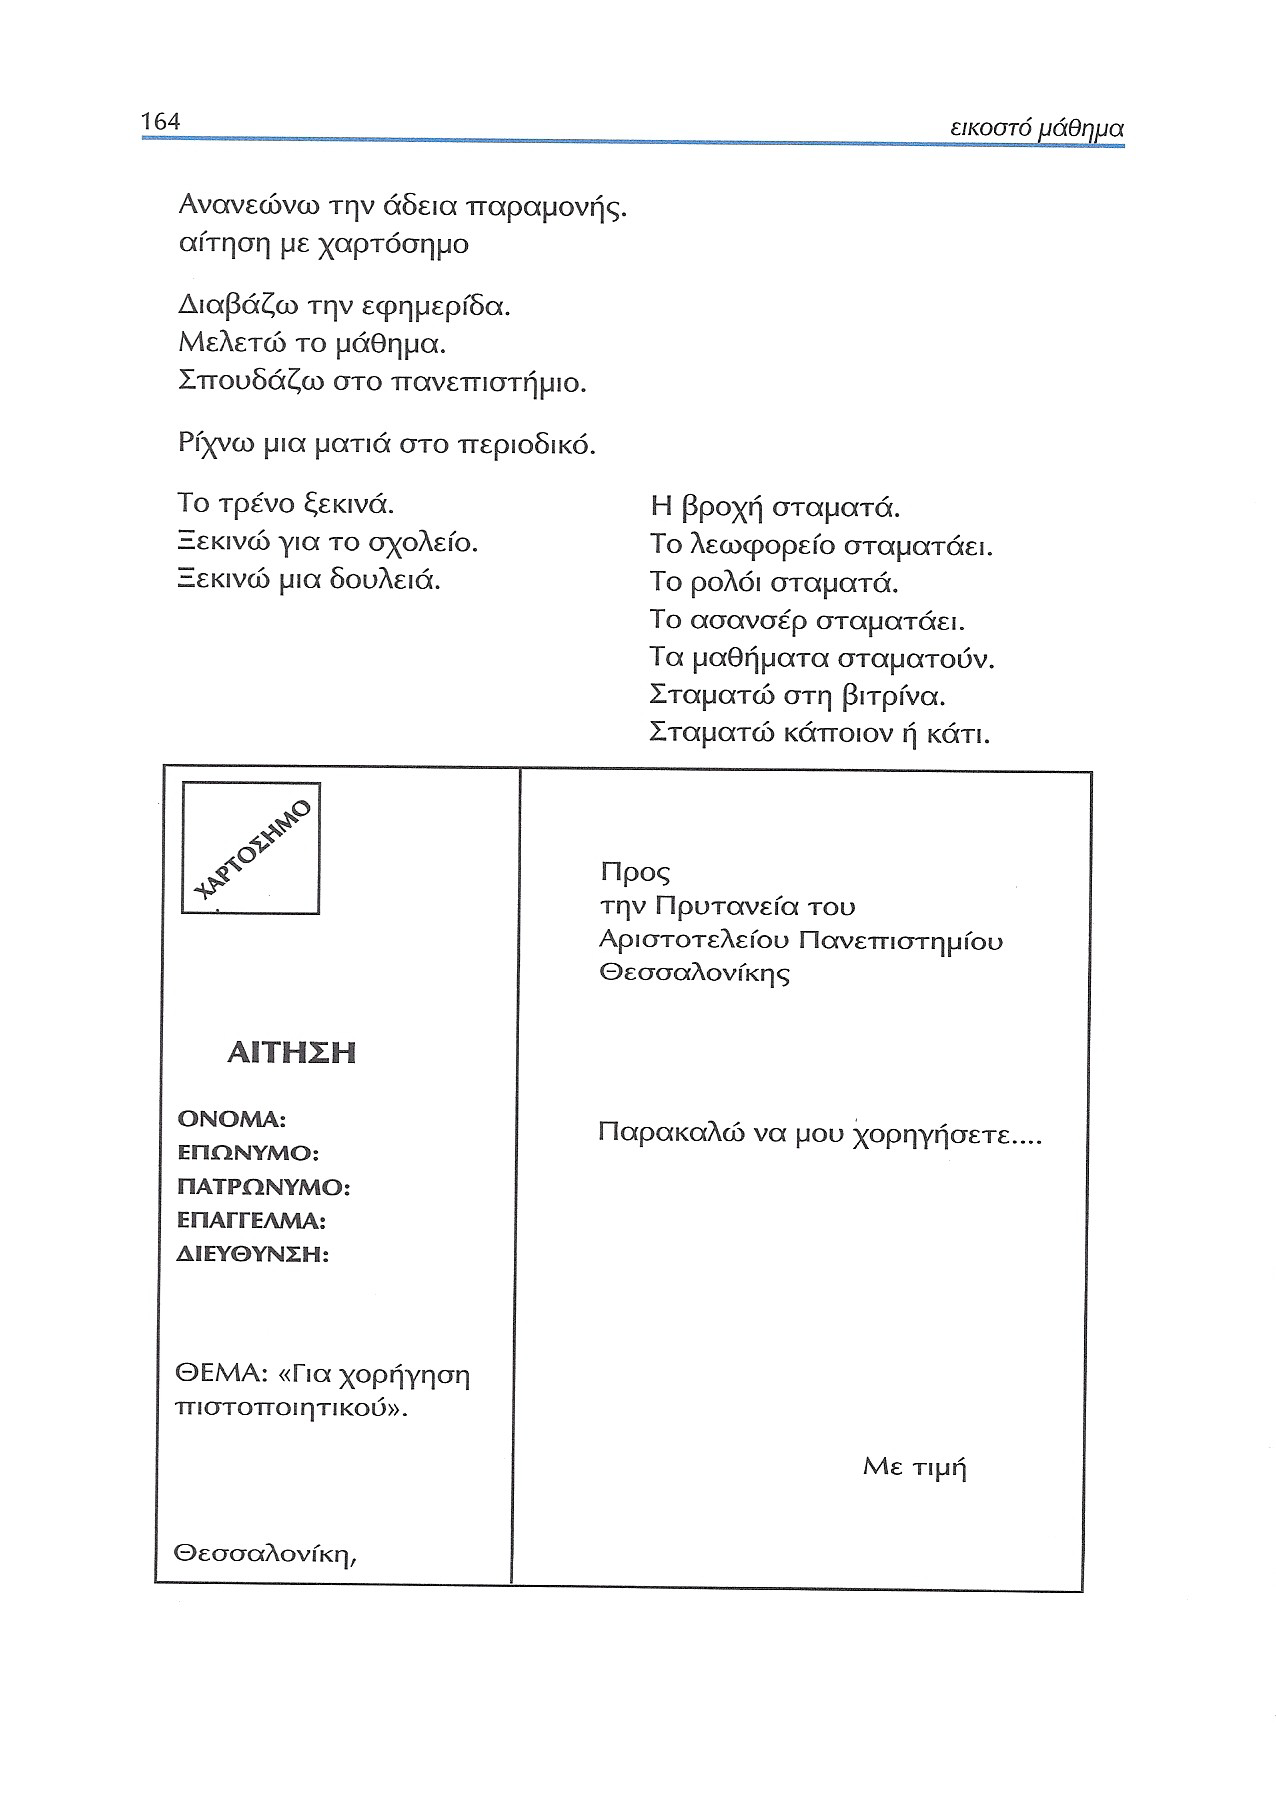 164
εικοστό μάθημα
Ανανεώνω την άδεια παραμονής.
αίτηση με χαρτόσημο
Διαβάζω την εφημερίδα.
Μελετώ το μάθημα.
Σπουδάζω στο πανεπιστήμιο.
Ρίχνω μια ματιά στο περιοδικό.
Το τρένο ξεκινά.
Ξεκινώ για το σχολείο.
Ξεκινώ μια δουλειά.
Η βροχή σταματά.
Το λεωφορείο σταματάει.
Το ρολόι σταματά.
Το ασανσέρ σταματάει.
Τα μαθήματα σταματούν.
Σταματώ στη βιτρίνα.
Σταματώ κάποιον ή κάτι.
ΧΑΡΤΟΣΗΜΟ
ΑΙΤΗΣΗ
ΟΝΟΜΑ:
ΕΠΩΝΥΜΟ:
ΠΑΤΡΩΝΥΜΟ:
ΕΠΑΓΓΕΛΜΑ:
ΔΙΕΥΘΥΝΣΗ:
ΘΕΜΑ: «Για χορήγηση
πιστοποιητικού».
Θεσσαλονίκη,
Προς
την Πρυτανεία του
Αριστοτελείου Πανεπιστημίου
Θεσσαλονίκης
Παρακαλώ να μου χορηγήσετε....
Με τιμή